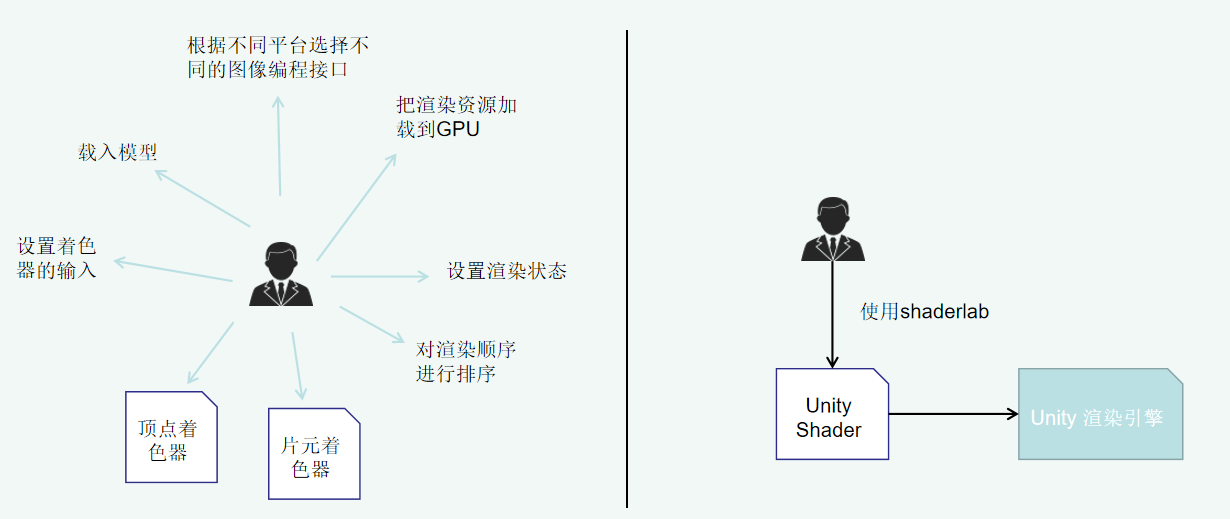 根据不同平台选择不
同的图像编程接口
把渲染资源加
载到GPU
载入模型
设置着色
器的输入
设置渲染状态
对渲染顺序
进行排序
顶点着
色器
片元着
色器
使用shaderlab
Unity
Shader
Unity 渲染引擎